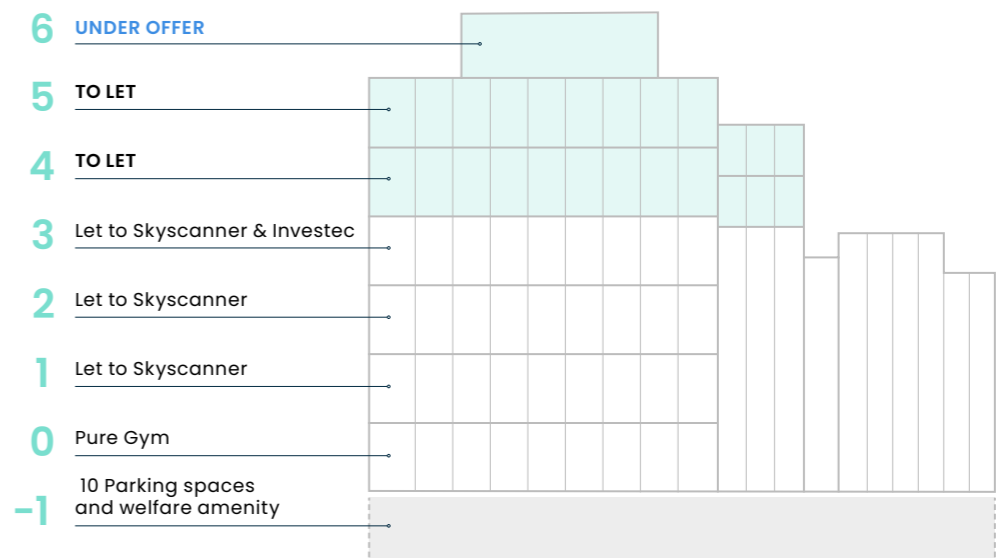 6 UNDER OFFER
5 TO LET
4 TO LET
3 Let to Skyscanner & Investec
2 Let to Skyscanner
1 Let to Skyscanner
0 Pure Gym
-1 10 Parking spaces
and welfare amenity